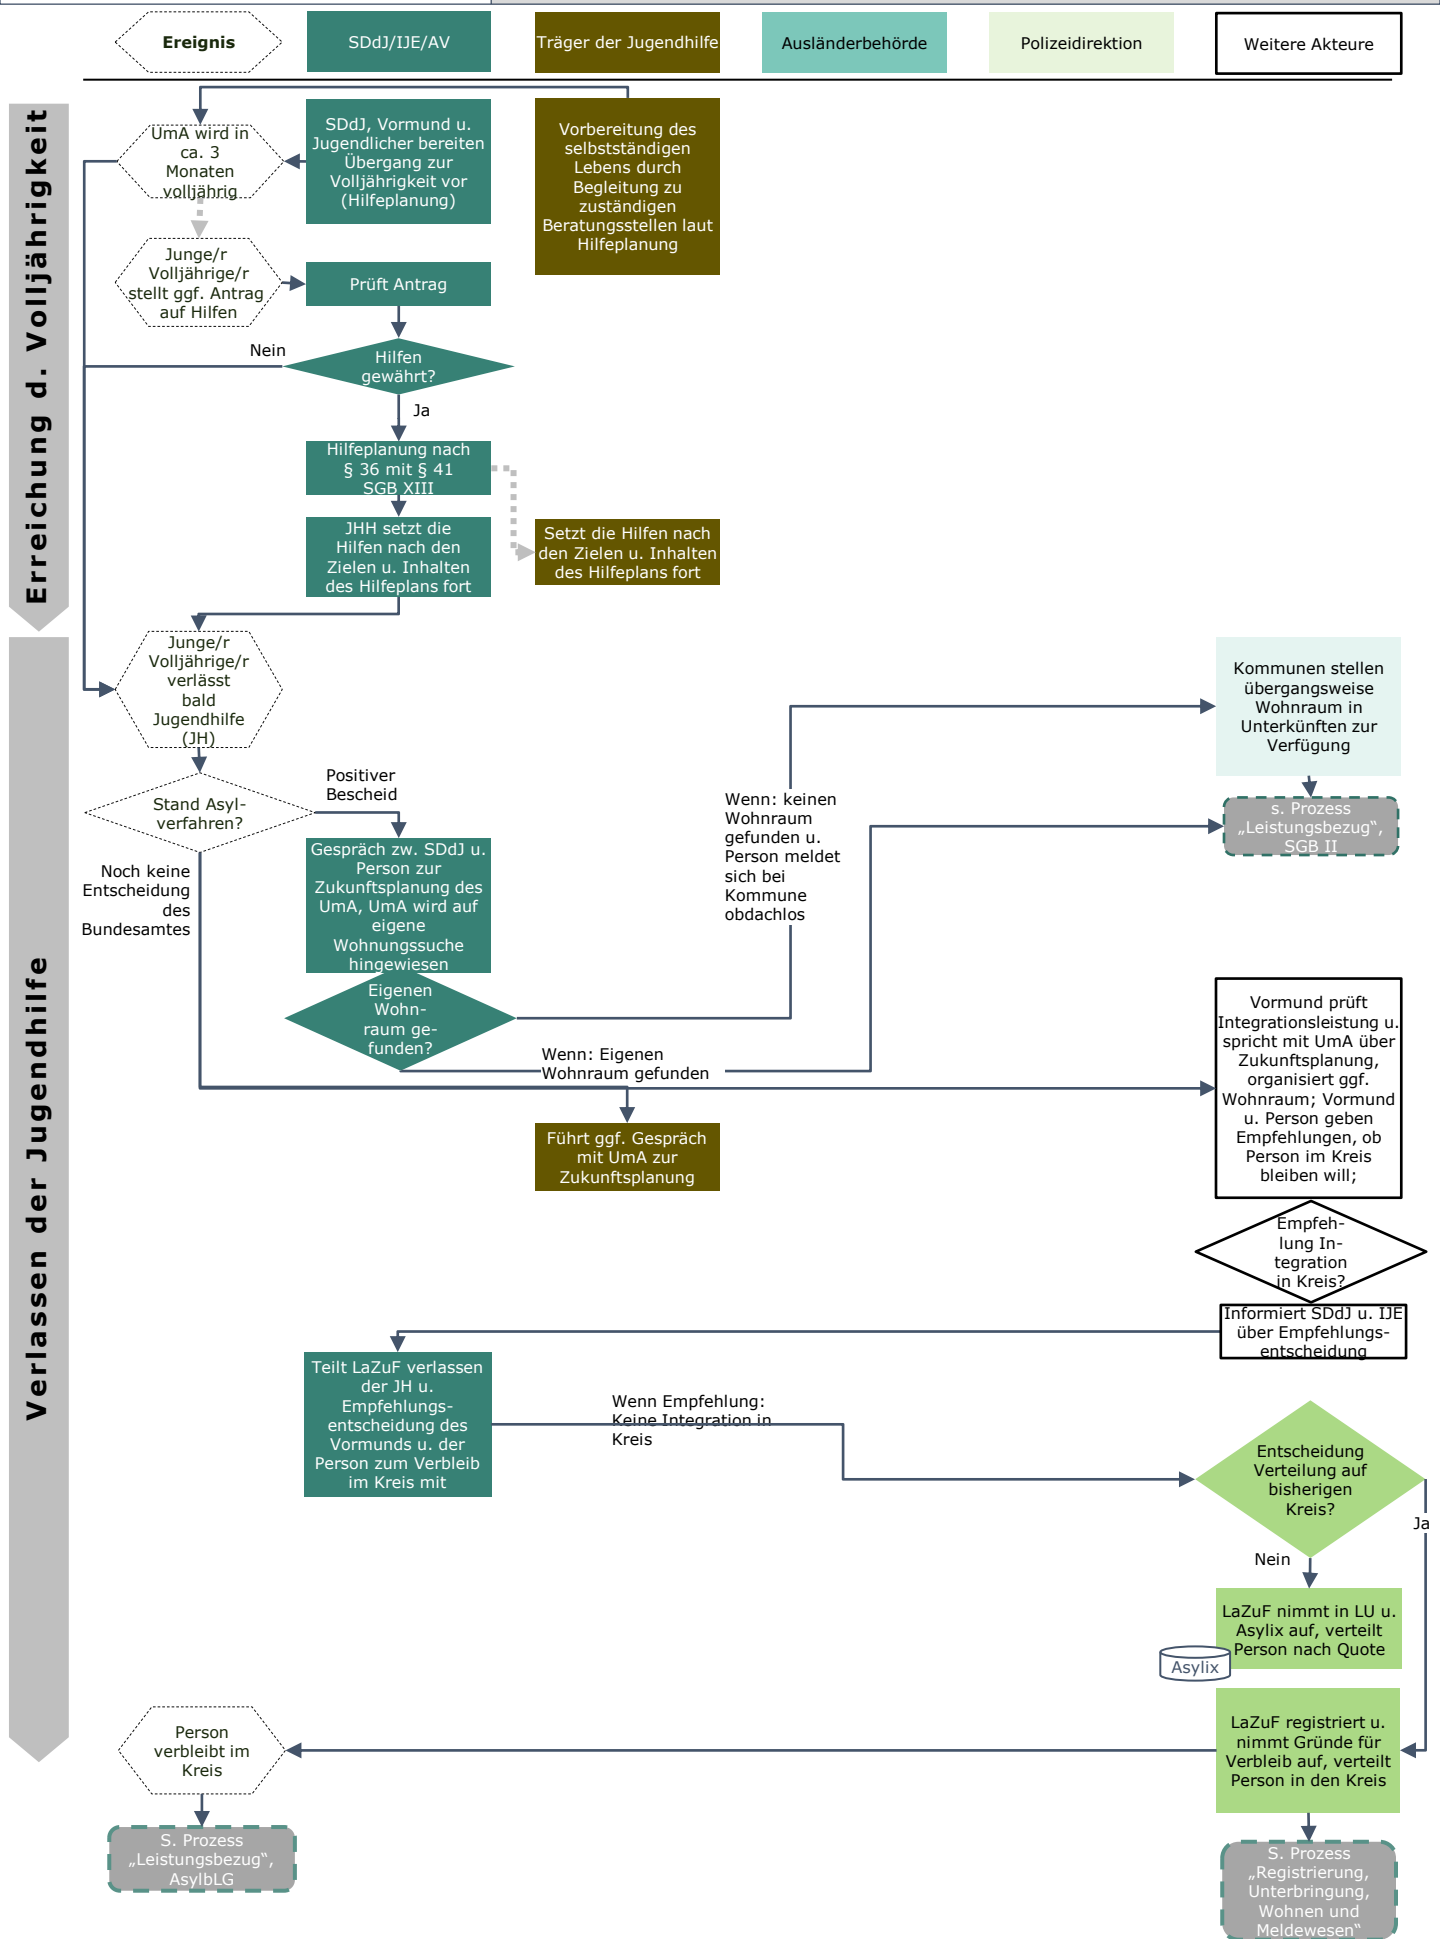 Ereignis
SDdJ/IJE/AV
Träger der Jugendhilfe
Ausländerbehörde
Polizeidirektion
Weitere Akteure
Erreichung d. Volljährigkeit
UmA wird in
ca. 3
Monaten
volljährig
SDdJ, Vormund u.
Jugendlicher bereiten
Übergang zur
Volljährigkeit vor
(Hilfeplanung)
Vorbereitung des
selbstständigen
Lebens durch
Begleitung zu
zuständigen
Beratungsstellen laut
Hilfeplanung
Junge/r
Volljährige/r
stellt ggf. Antrag
auf Hilfen
Prüft Antrag
Nein
Hilfen
gewährt?
Ja
Hilfeplanung nach
§ 36 mit § 41
SGB XIII
JHH setzt die
Hilfen nach den
Zielen u. Inhalten
des Hilfeplans fort
Setzt die Hilfen nach
den Zielen u. Inhalten
des Hilfeplans fort
Verlassen der Jugendhilfe
Junge/r
Volljährige/r
verlässt
bald
Jugendhilfe
(JH)
Kommunen stellen
übergangsweise
Wohnraum in
Unterkünften zur
Verfügung
Stand Asyl-
verfahren?
Positiver
Bescheid
Wenn: keinen
Wohnraum
gefunden u.
Person meldet
sich bei
Kommune
obdachlos
s. Prozess
„Leistungsbezug“,
SGB II
Noch keine
Entscheidung
des
Bundesamtes
Gespräch zw. SDdJ u.
Person zur
Zukunftsplanung des
UmA, UmA wird auf
eigene
Wohnungssuche
hingewiesen
Eigenen
Wohn-
raum ge-
funden?
Wenn: Eigenen
Wohnraum gefunden
Vormund prüft
Integrationsleistung u.
spricht mit UmA über
Zukunftsplanung,
organisiert ggf.
Wohnraum; Vormund
u. Person geben
Empfehlungen, ob
Person im Kreis
bleiben will;
Führt ggf. Gespräch
mit UmA zur
Zukunftsplanung
Empfeh-
lung In-
tegration
in Kreis?
Informiert SDdJ u. IJE
über Empfehlungs-
entscheidung
Teilt LaZuF verlassen
der JH u.
Empfehlungs-
entscheidung des
Vormunds u. der
Person zum Verbleib
im Kreis mit
Wenn Empfehlung:
Keine Integration in
Kreis
Entscheidung
Verteilung auf
bisherigen
Kreis?
Ja
Nein
LaZuF nimmt in LU u.
Asylix auf, verteilt
Person nach Quote
Asylix
LaZuF registriert u.
nimmt Gründe für
Verbleib auf, verteilt
Person in den Kreis
Person
verbleibt im
Kreis
S. Prozess
„Leistungsbezug“,
AsylbLG
S. Prozess
„Registrierung,
Unterbringung,
Wohnen und
Meldewesen“